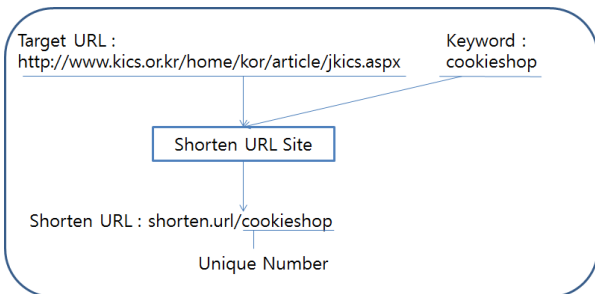 Target URL :
http://www.kics.or.kr/home/kor/article/jkics.aspx
Keyword :
cookieshop
Shorten URL Site
Shorten URL : shorten.url/cookieshop
Unique Number